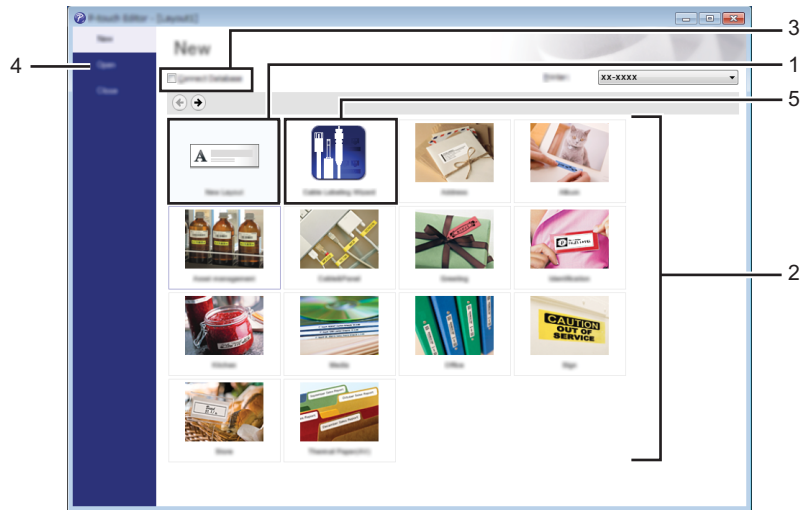 P-touch Editor - [Layout1]
New
New
3
4
Open
Connect Database
Printer:
xx-xxxx
1
Close
5
A
New Layout
Cable Labeling Wizard
Address
Album
Asset management
Cable&Panel
Greeting
Identification
2
CAUTION
OUT OF
SERVICE
Kitchen
Media
Office
Sign
Store
Thermal Paper